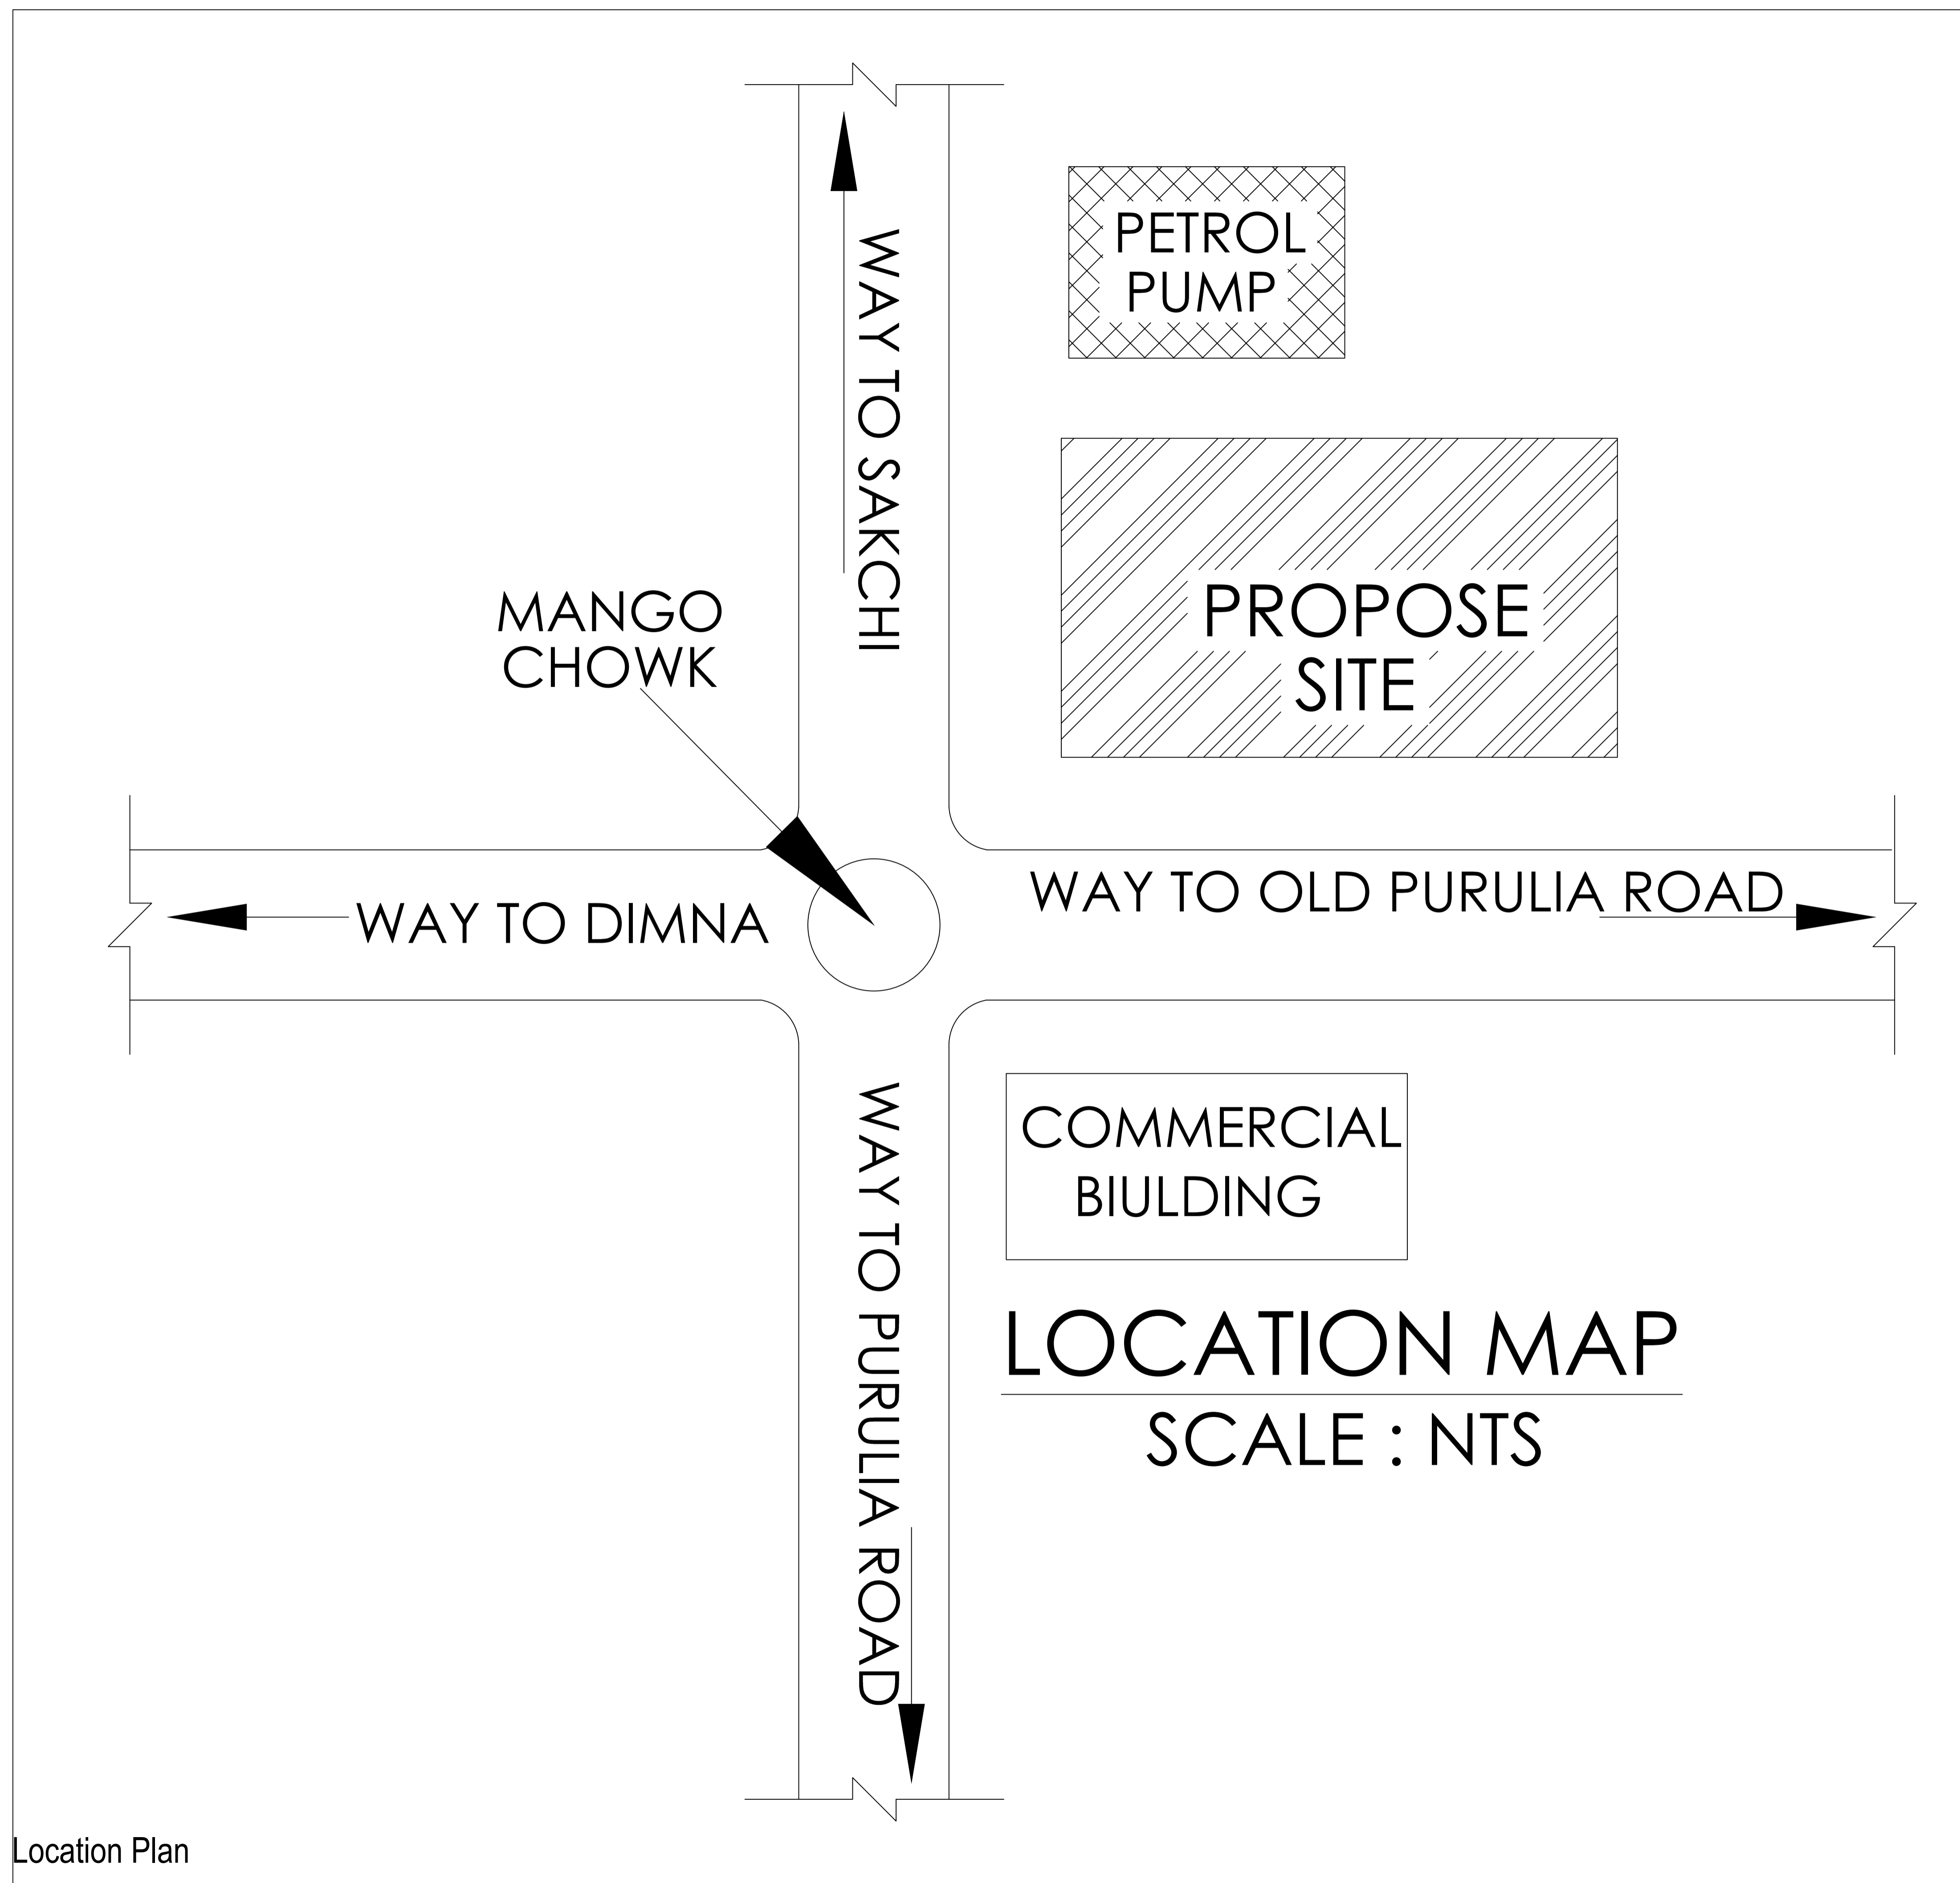 PETROL
PUMP
WAY TO SAKCHI
MANGO
CHOWK
PROPOSE
SITE
WAY TO DIMNA
WAY TO OLD PURULIA ROAD
COMMERCIAL
BIULDING
WAY TO PURULIA ROAD
LOCATION MAP
SCALE : NTS
Location Plan